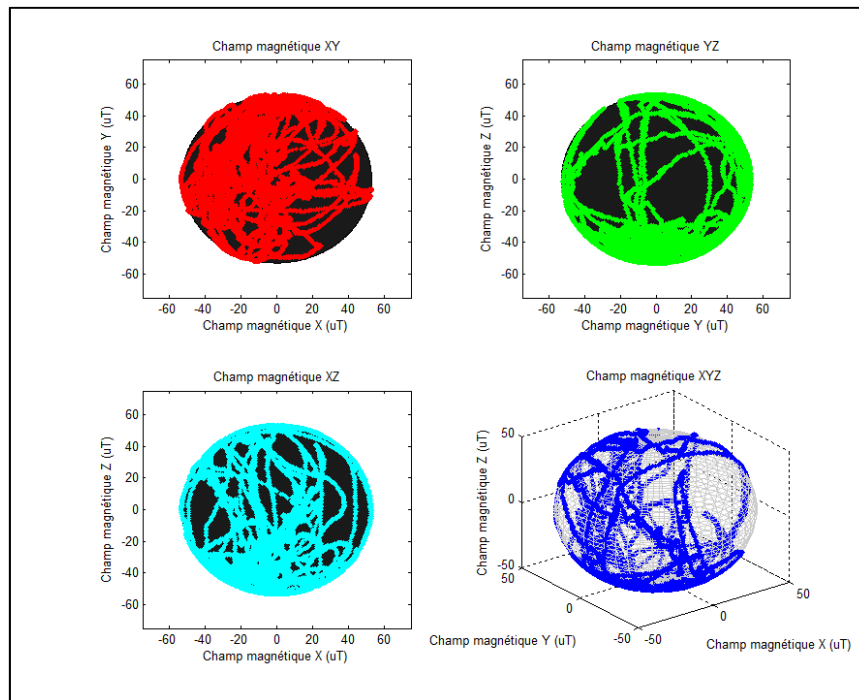 Champ magnétique XY
Champ magnétique Y (uT)
60
40
20
0
-20
-40
-60
-60 -40 -20 0 20 40 60
Champ magnétique X (uT)
Champ magnétique YZ
Champ magnétique Z (uT)
60
40
20
0
-20
-40
-60
-60 -40 -20 0 20 40 60
Champ magnétique Y (uT)
Champ magnétique XZ
Champ magnétique Z (uT)
60
40
20
0
-20
-40
-60
-60 -40 -20 0 20 40 60
Champ magnétique X (uT)
Champ magnétique XYZ
Champ magnétique Z (uT)
50
0
-50
50
0
-50
-50
0
50
Champ magnétique Y (uT)
Champ magnétique X (uT)